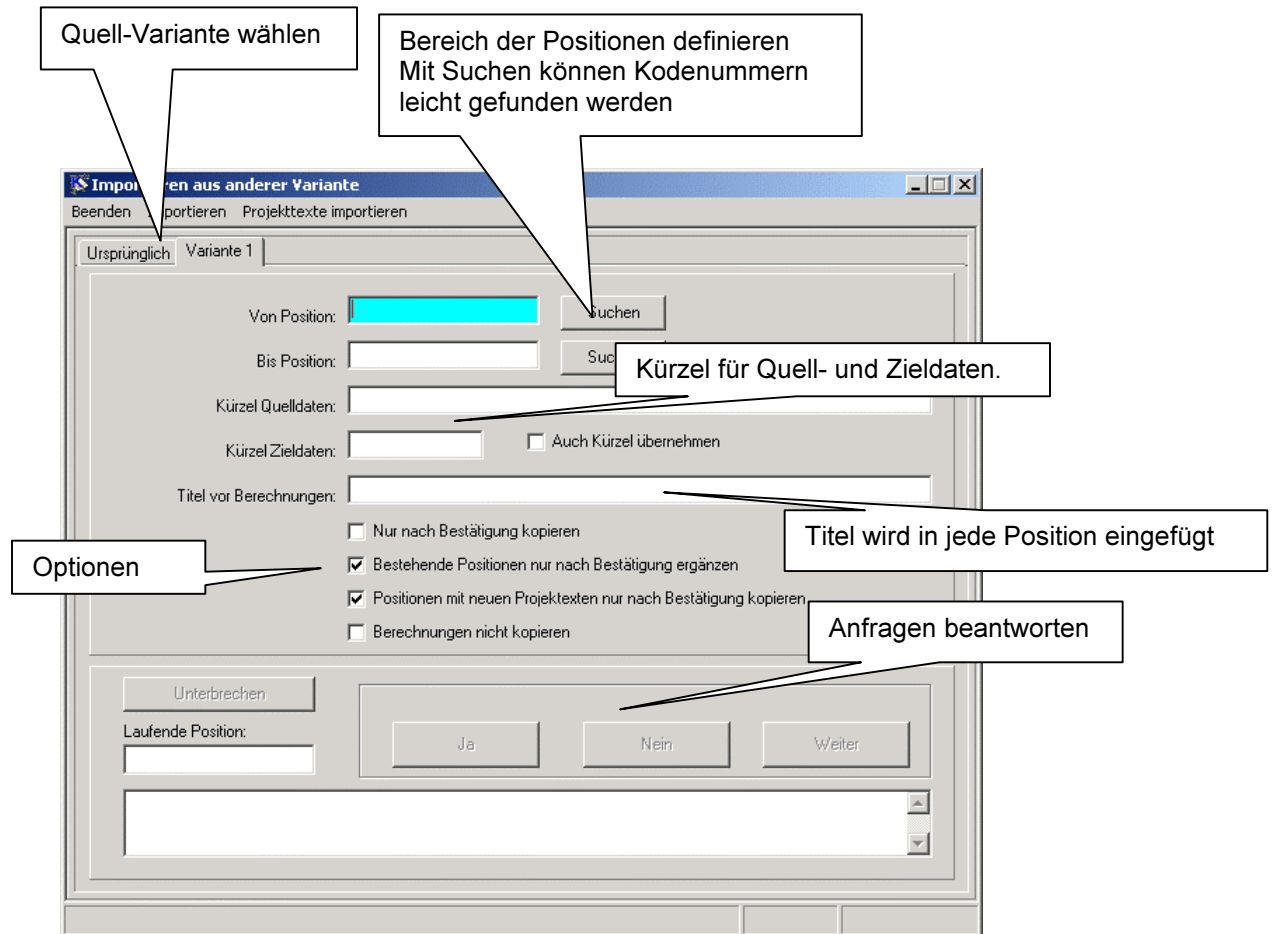 Quell-Variante wählen
Bereich der Positionen definieren
Mit Suchen können Kodenummern
leicht gefunden werden
Importieren aus anderer Variante
Beenden Importieren Projekttexte importieren
Ursprünglich Variante 1
Von Position: Suchen
Bis Position:
Kürzel für Quell- und Zieldaten.
Kürzel Quelldaten:
Kürzel Zieldaten: Auch Kürzel übernehmen
Titel vor Berechnungen:
Titel wird in jede Position eingefügt
Nur nach Bestätigung kopieren
Optionen
Bestehende Positionen nur nach Bestätigung ergänzen
Positionen mit neuen Projektexten nur nach Bestätigung kopieren
Anfragen beantworten
Berechnungen nicht kopieren
Unterbrechen
Laufende Position:
Ja Nein Weiter